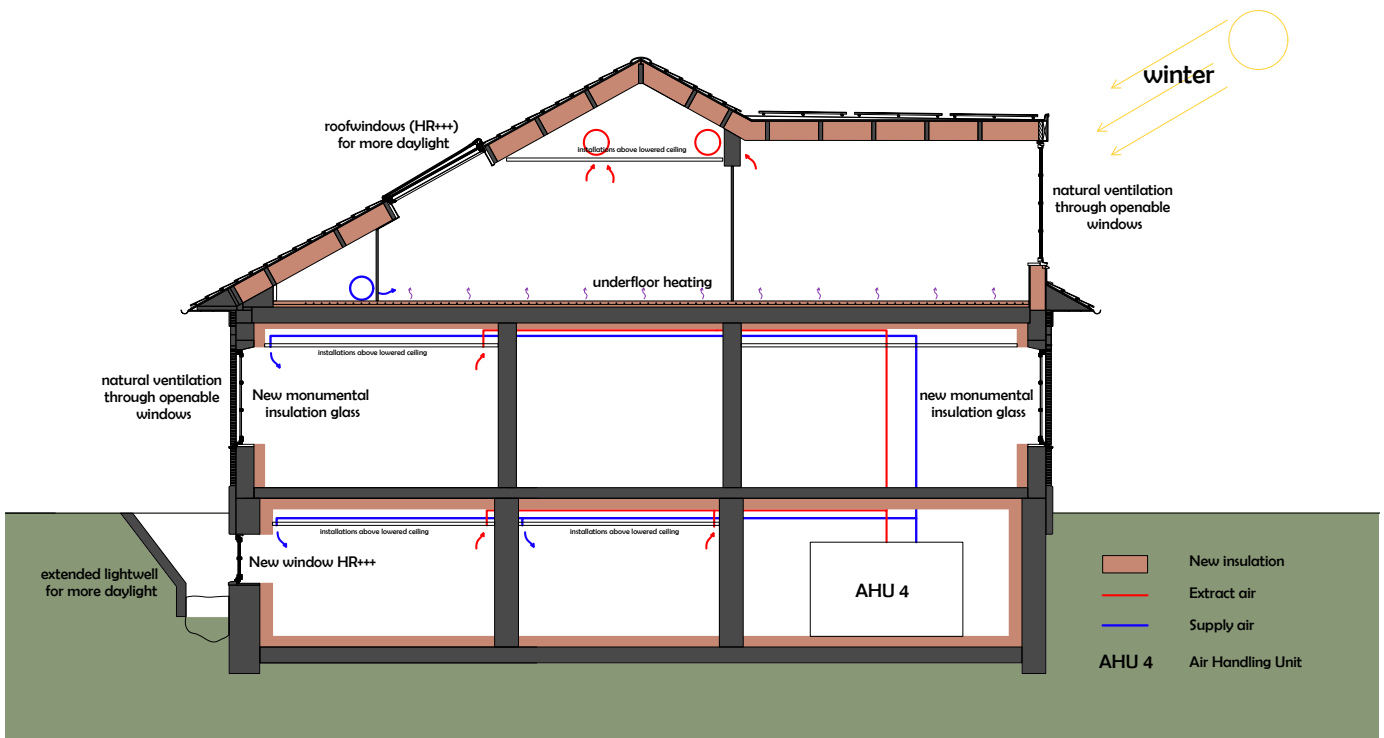 winter
roofwindows (HR+++)
for more daylight
installations above lowered ceiling
natural ventilation
through openable
windows
underfloor heating
installations above lowered ceiling
natural ventilation
through openable
windows
New monumental
insulation glass
new monumental
insulation glass
installations above lowered ceiling
installations above lowered ceiling
New window HR+++
extended lightwell
for more daylight
AHU 4
New insulation
Extract air
Supply air
AHU 4 Air Handling Unit